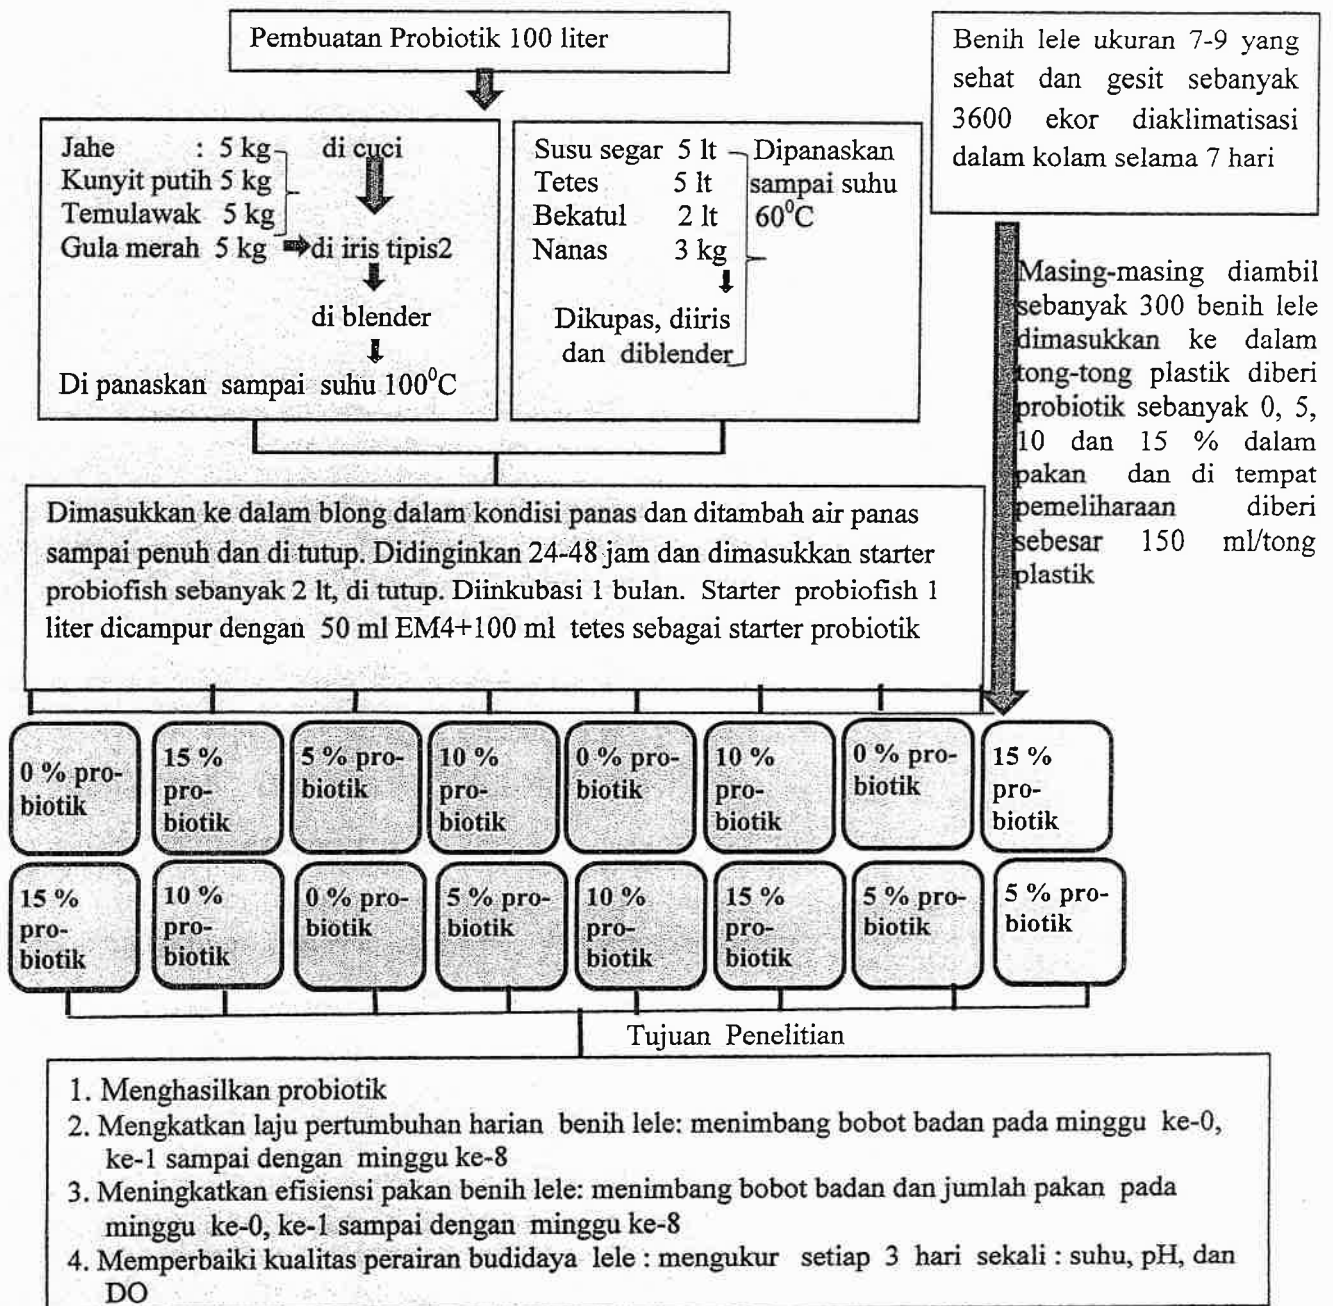 Pembuatan Probiotik 100 liter
Benih lele ukuran 7-9 yang
sehat dan gesit sebanyak
3600 ekor diaklimatisasi
dalam kolam selama 7 hari
Jahe : 5 kg di cuci
Kunyit putih 5 kg
Temulawak 5 kg
Gula merah 5 kg di iris tipis2
di blender
Di panaskan sampai suhu 100⁰C
Susu segar 5 lt Dipanaskan
Tetes 5 lt sampai suhu
Bekatul 2 lt 60⁰C
Nanas 3 kg
Dikupas, diiris
dan diblender
Masing-masing diambil
sebanyak 300 benih lele
dimasukkan ke dalam
tong-tong plastik diberi
probiotik sebanyak 0, 5,
10 dan 15 % dalam
pakan dan di tempat
pemeliharaan diberi
sebesar 150 ml/tong
plastik
Dimasukkan ke dalam blong dalam kondisi panas dan ditambah air panas
sampai penuh dan di tutup. Didinginkan 24-48 jam dan dimasukkan starter
probiofish sebanyak 2 lt, di tutup. Diinkubasi 1 bulan. Starter probiofish 1
liter dicampur dengan 50 ml EM4+100 ml tetes sebagai starter probiotik
0 % pro-
biotik
15 %
pro-
biotik
5 % pro-
biotik
10 %
pro-
biotik
0 % pro-
biotik
10 %
pro-
biotik
0 % pro-
biotik
15 %
pro-
biotik
15 %
pro-
biotik
10 %
pro-
biotik
0 % pro-
biotik
5 % pro-
biotik
10 %
pro-
biotik
15 %
pro-
biotik
5 % pro-
biotik
5 % pro-
biotik
Tujuan Penelitian
1. Menghasilkan probiotik
2. Mengkatkan laju pertumbuhan harian benih lele: menimbang bobot badan pada minggu ke-0,
ke-1 sampai dengan minggu ke-8
3. Meningkatkan efisiensi pakan benih lele: menimbang bobot badan dan jumlah pakan pada
minggu ke-0, ke-1 sampai dengan minggu ke-8
4. Memperbaiki kualitas perairan budidaya lele : mengukur setiap 3 hari sekali : suhu, pH, dan
DO